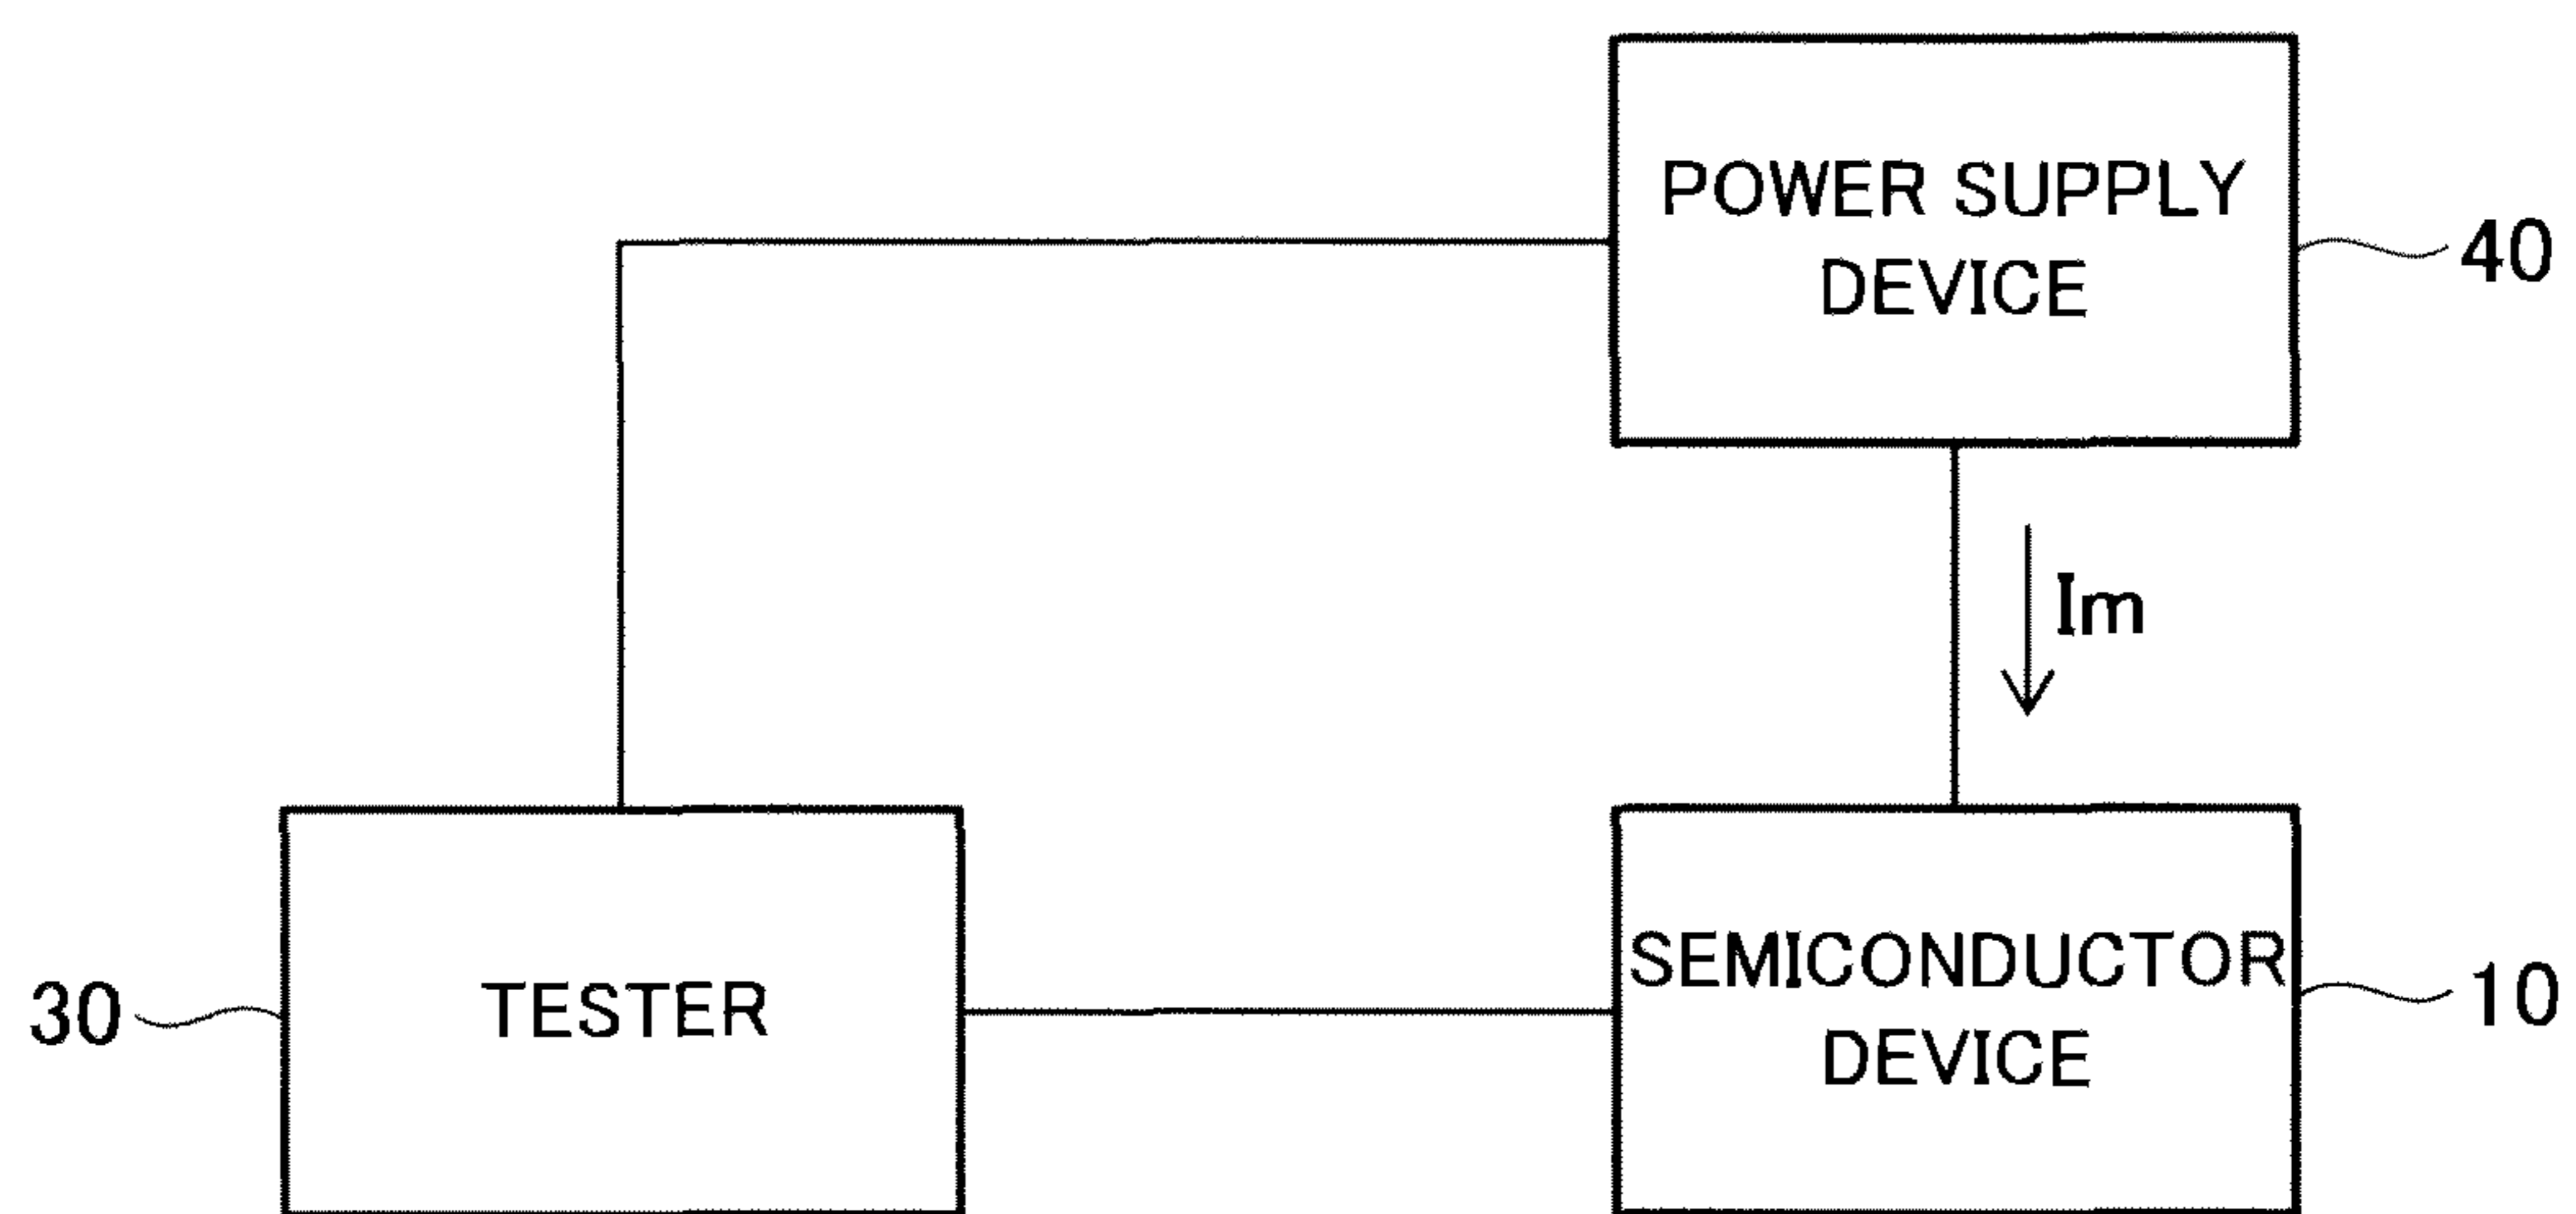 POWER SUPPLY
DEVICE
40
Im
30
TESTER
SEMICONDUCTOR
DEVICE
10